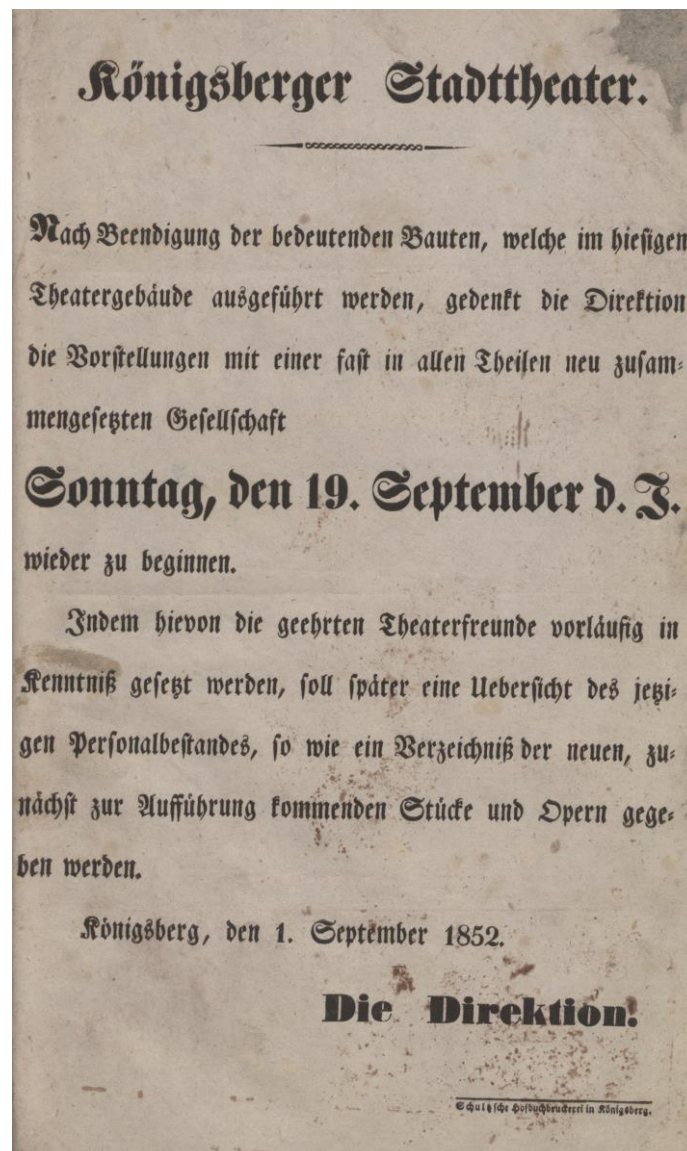 Königsberger Stadttheater.
Nach Beendigung der bedeutenden Bauten, welche im hiesigen
Theatergebäude ausgeführt werden, gedenkt die Direktion
die Vorstellungen mit einer fast in allen Theilen neu zusam⸗
mengesetzten Gesellschaft
Sonntag, den 19. September d. J.
wieder zu beginnen.
Indem hievon die geehrten Theaterfreunde vorläufig in
Kenntniß gesetzt werden, soll später eine Uebersicht des jetzi⸗
gen Personalbestandes, so wie ein Verzeichniß der neuen, zu⸗
nächst zur Aufführung kommenden Stücke und Opern gege⸗
ben werden.
Königsberg, den 1. September 1852.
Die Direktion.
Schultzsche Hofbuchdruckerei in Königsberg.